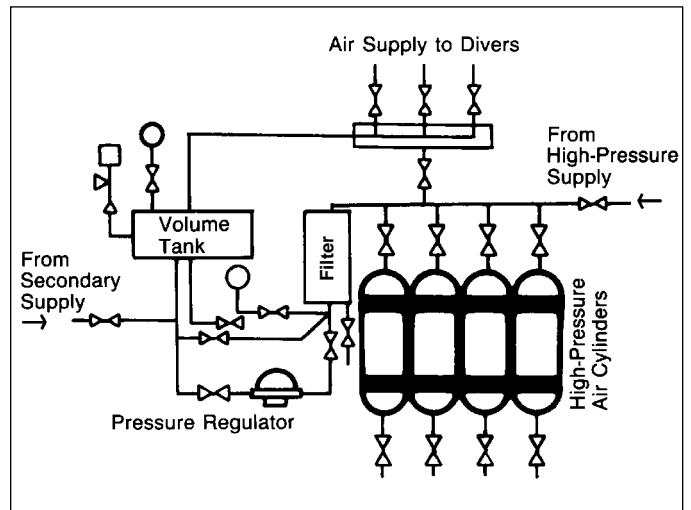 Air Supply to Divers
From
High-Pressure
Supply
Volume
Tank
From
Secondary
Supply
Filter
High-Pressure
Air Cylinders
Pressure Regulator